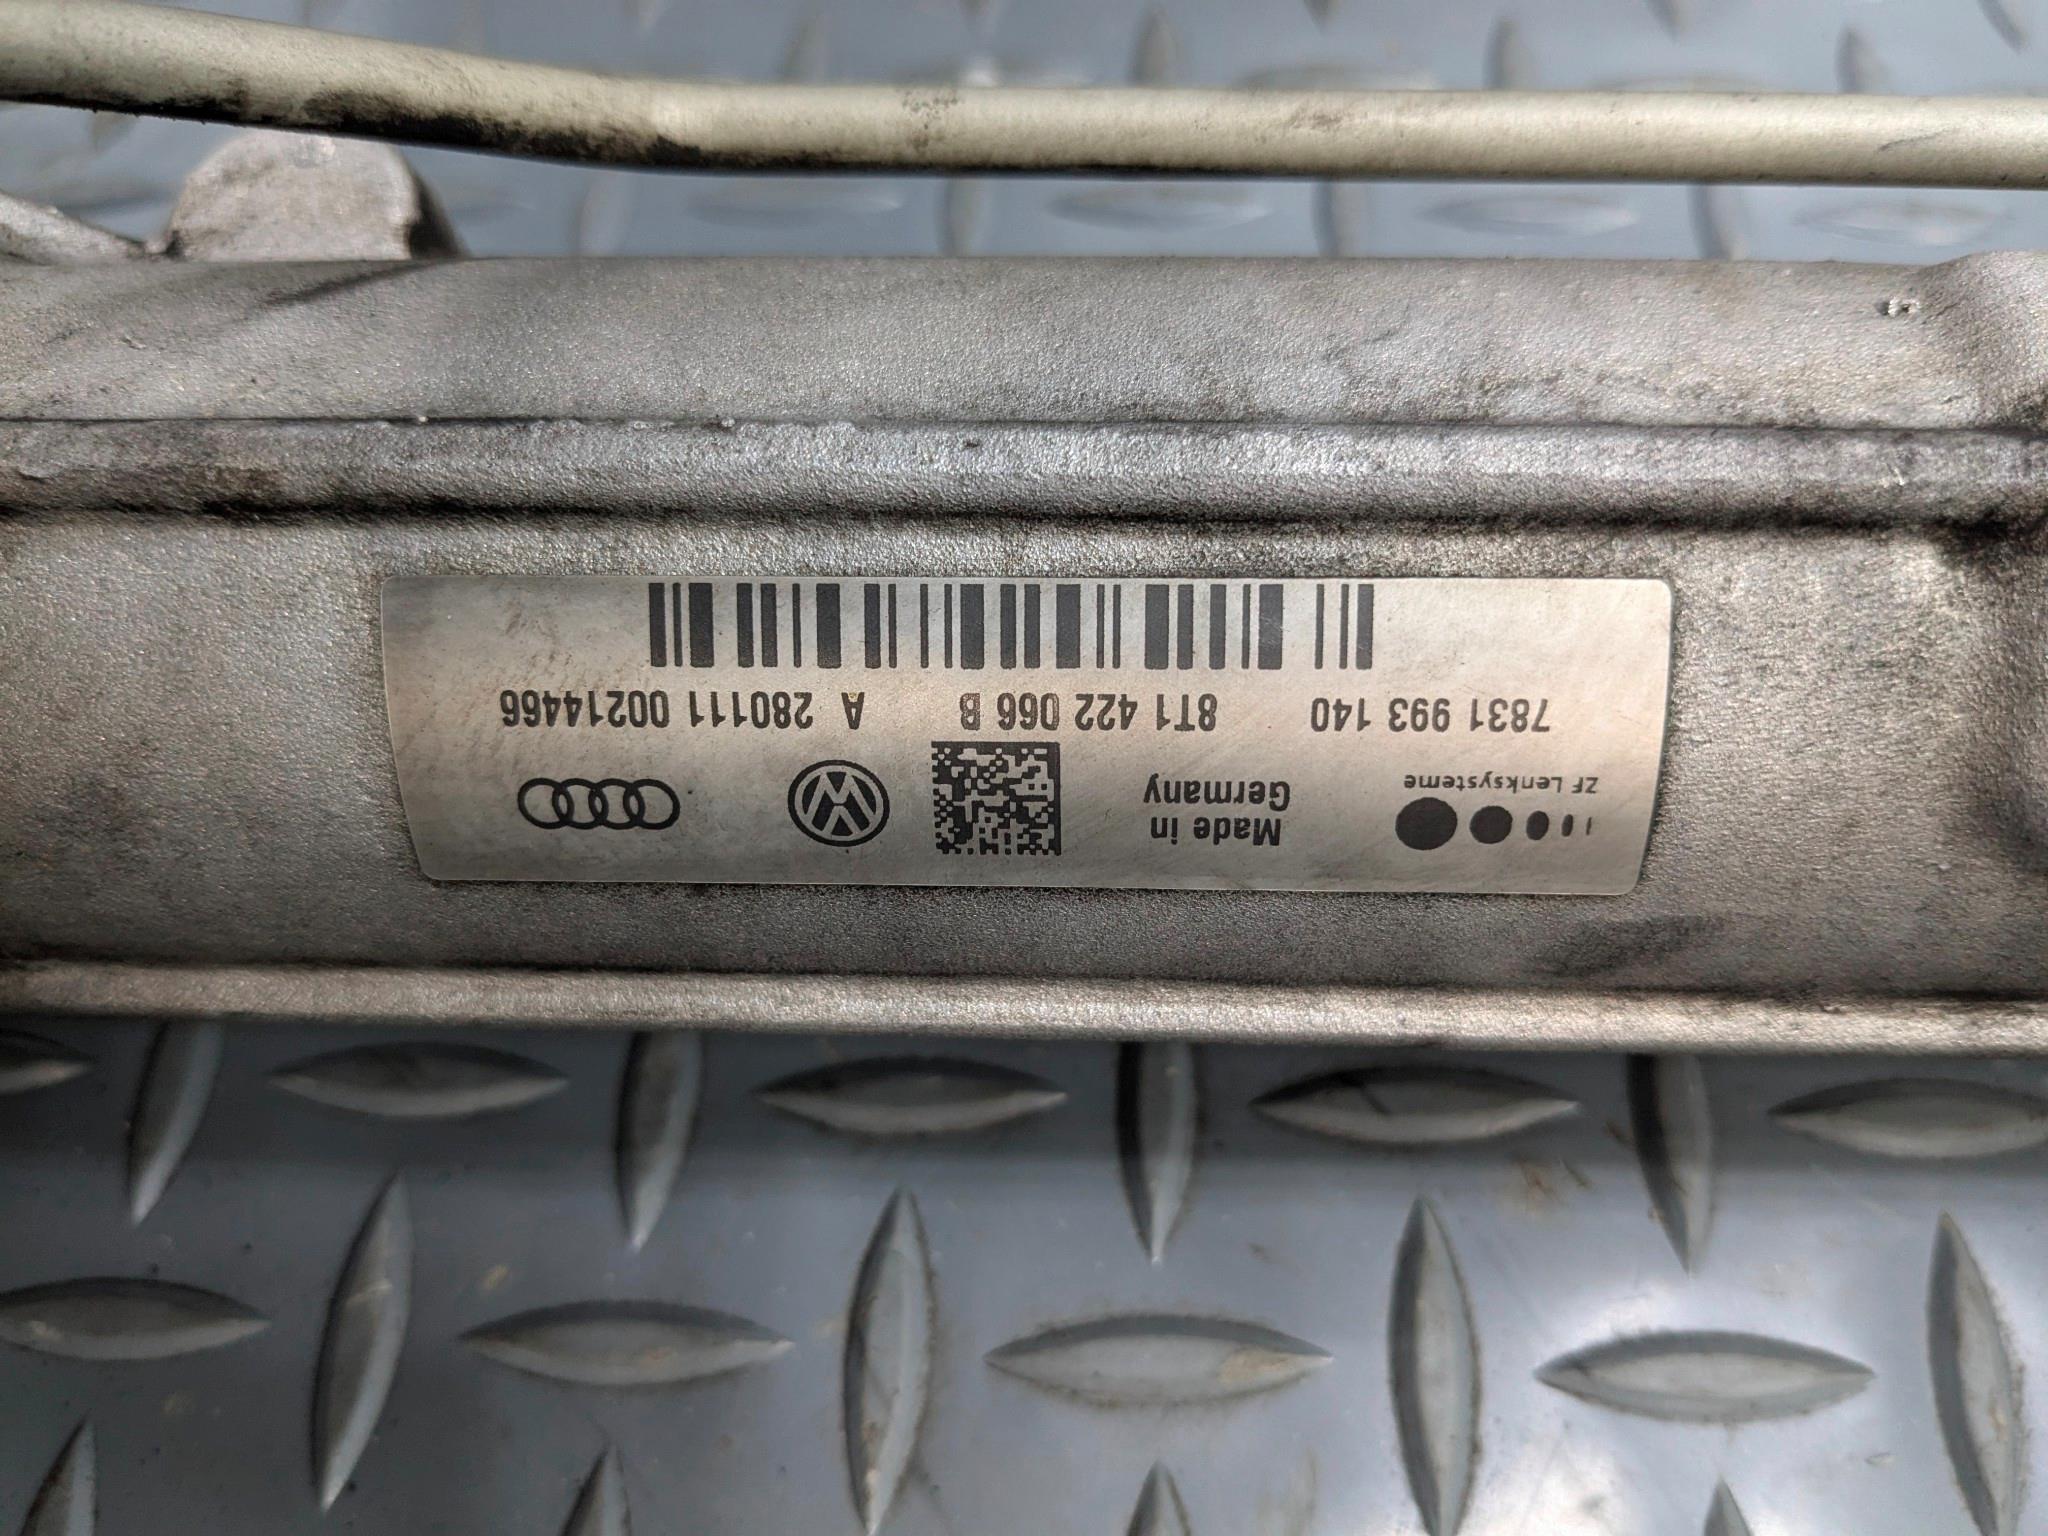 ZF Lenksysteme
Made in
Germany
7831 993 140 8T1 422 066 B A 280111 00214466